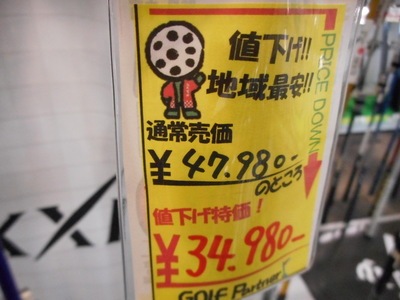 値下げ!!
地域最安!!
PRICE DOWN
通常売価
¥47.980-
のところ
値下げ特価!
¥34.980-
GOLF Partner